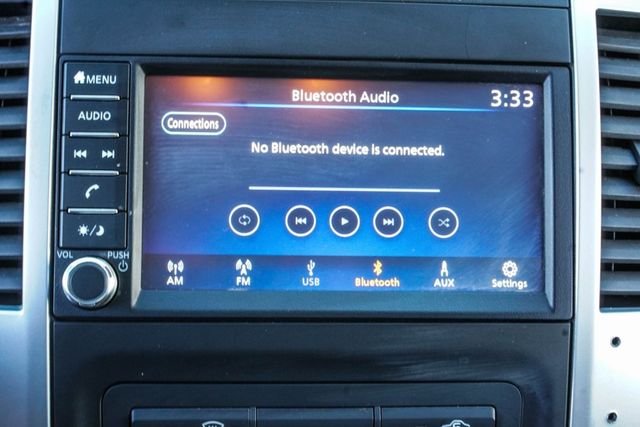 MENU
AUDIO
VOL PUSH
Bluetooth Audio 3:33
Connections
No Bluetooth device is connected.
AM FM USB Bluetooth AUX Settings